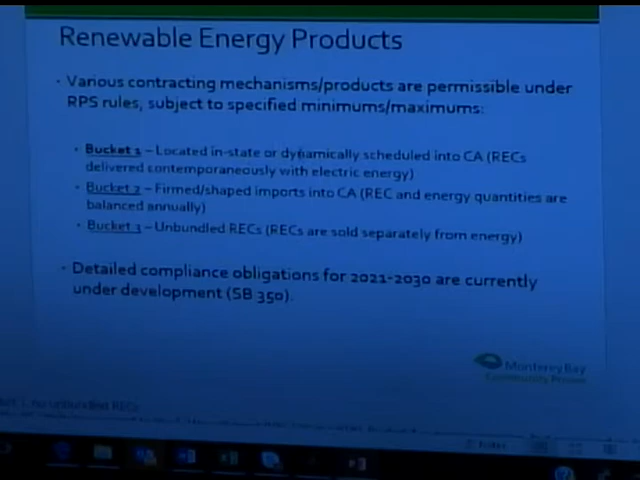 Renewable Energy Products
• Various contracting mechanisms/products are permissible under
RPS rules, subject to specified minimums/maximums:
• Bucket 1 – Located in-state or dynamically scheduled into CA (RECs
delivered contemporaneously with electric energy)
• Bucket 2 – Firmed/shaped imports into CA (REC and energy quantities are
balanced annually)
• Bucket 3 – Unbundled RECs (RECs are sold separately from energy)
• Detailed compliance obligations for 2021-2030 are currently
under development (SB 350).
Monterey Bay
Community Power
no unbundled RECs